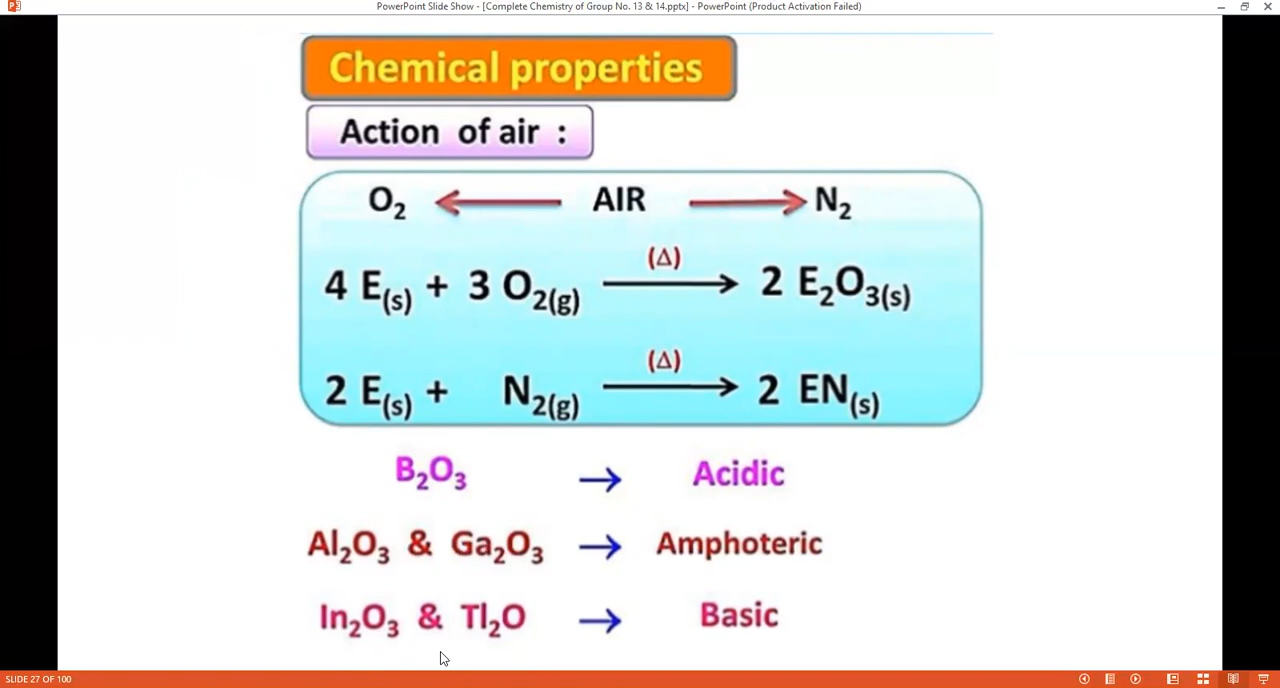 PowerPoint Slide Show - [Complete Chemistry of Group No. 13 & 14.pptx] - PowerPoint (Product Activation Failed)
Chemical properties
Action of air :
O₂ ← AIR → N₂
(Δ)
4 E(s) + 3 O₂(g) → 2 E₂O₃(s)
(Δ)
2 E(s) + N₂(g) → 2 EN(s)
B₂O₃ → Acidic
Al₂O₃ & Ga₂O₃ → Amphoteric
In₂O₃ & Tl₂O → Basic
SLIDE 27 OF 100